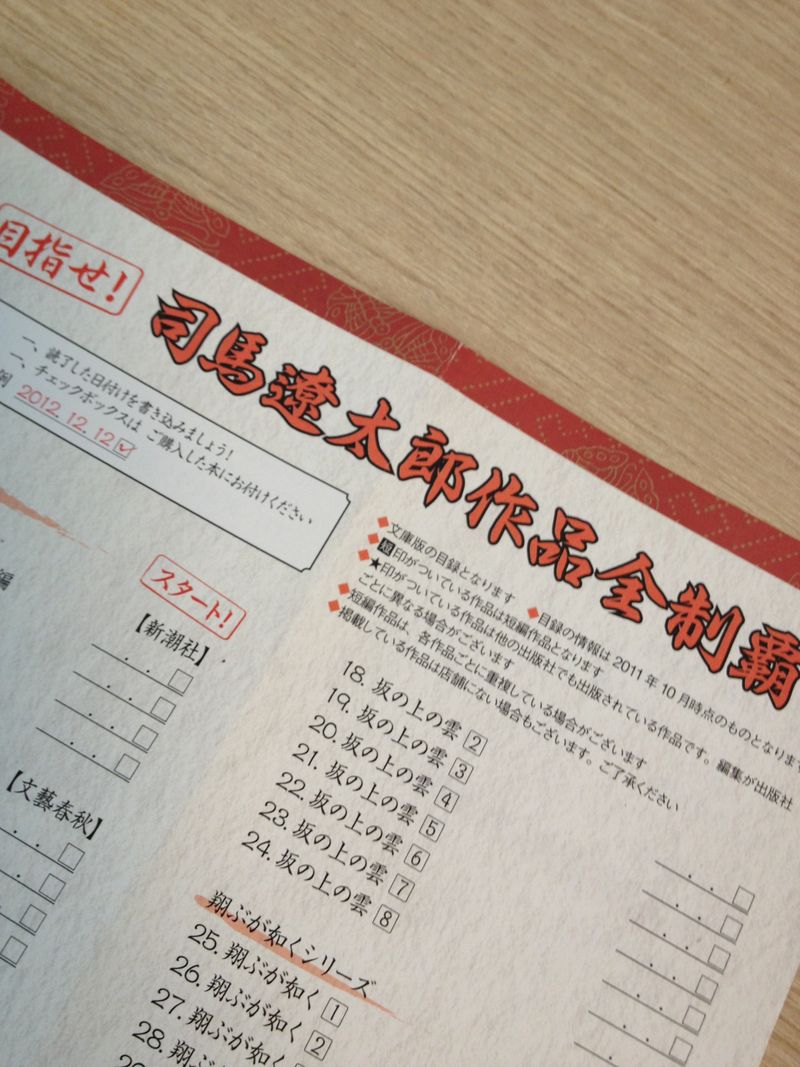 目指せ!
司馬遼太郎作品全制覇
一、読了した日付けを書き込みましょう!
一、チェックボックスは ご購入した本にお付けください
例 2012.12.12
編
スタート!
【新潮社】
【文藝春秋】
◆文庫版の目録となります ◆目録の情報は 2011 年 10 月時点のものとなります
◆短印がついている作品は短編作品となります
◆★印がついている作品は他の出版社でも出版されている作品です。編集が出版社
ごとに異なる場合がございます
◆短編作品は、各作品ごとに重複している場合がございます
◆掲載している作品は店舗にない場合もございます。ご了承ください
18. 坂の上の雲 2
19. 坂の上の雲 3
20. 坂の上の雲 4
21. 坂の上の雲 5
22. 坂の上の雲 6
23. 坂の上の雲 7
24. 坂の上の雲 8
翔ぶが如くシリーズ
25. 翔ぶが如く 1
26. 翔ぶが如く 2
27. 翔ぶが如く
28. 翔ぶ